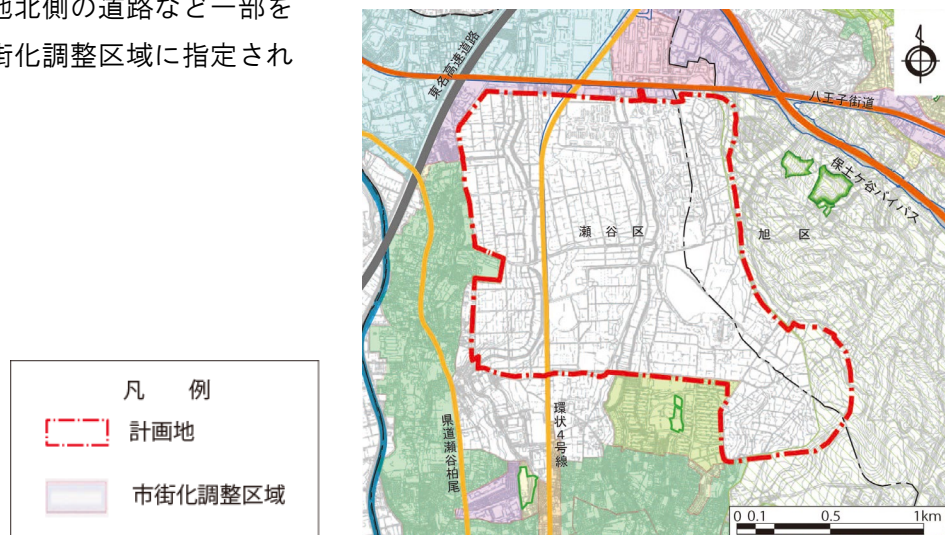 地北側の道路など一部を
街化調整区域に指定され
東名高速道路
八王子街道
保土ケ谷バイパス
瀬谷区
旭区
環状4号線
県道瀬谷柏尾
凡 例
計画地
市街化調整区域
0 0.1 0.5 1km